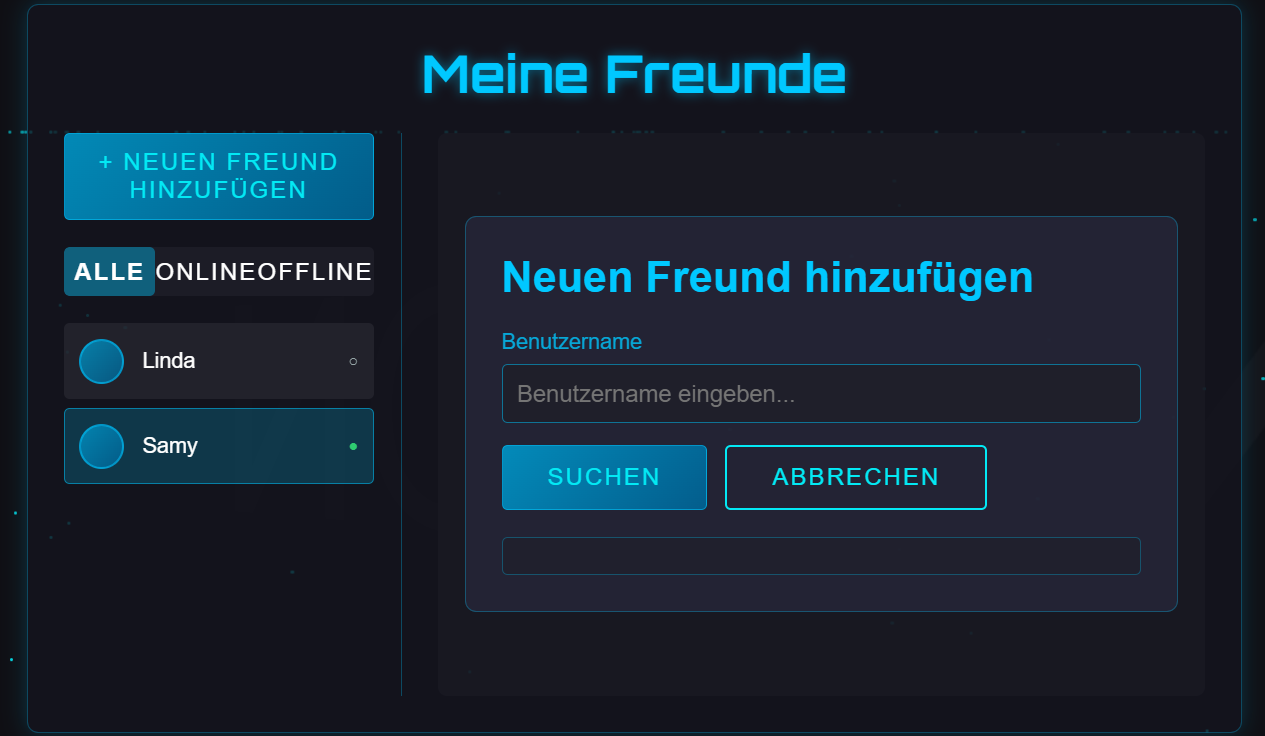 Meine Freunde
+ NEUEN FREUND
HINZUFÜGEN
ALLE ONLINEOFFLINE
Linda
Samy
Neuen Freund hinzufügen
Benutzername
Benutzername eingeben...
SUCHEN ABBRECHEN